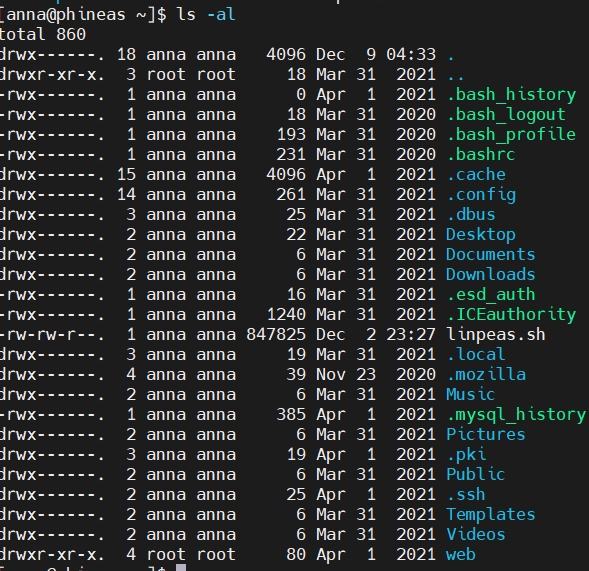 [anna@phineas ~]$ ls -al
total 860
drwx------. 18 anna anna   4096 Dec  9 04:33 .
drwxr-xr-x.  3 root root     18 Mar 31  2021 ..
-rwx------.  1 anna anna      0 Apr  1  2021 .bash_history
-rwx------.  1 anna anna     18 Mar 31  2020 .bash_logout
-rwx------.  1 anna anna    193 Mar 31  2020 .bash_profile
-rwx------.  1 anna anna    231 Mar 31  2020 .bashrc
drwx------. 15 anna anna   4096 Apr  1  2021 .cache
drwx------. 14 anna anna    261 Mar 31  2021 .config
drwx------.  3 anna anna     25 Mar 31  2021 .dbus
drwx------.  2 anna anna     22 Mar 31  2021 Desktop
drwx------.  2 anna anna      6 Mar 31  2021 Documents
drwx------.  2 anna anna      6 Mar 31  2021 Downloads
-rwx------.  1 anna anna     16 Mar 31  2021 .esd_auth
-rwx------.  1 anna anna   1240 Mar 31  2021 .ICEauthority
-rw-rw-r--.  1 anna anna 847825 Dec  2 23:27 linpeas.sh
drwx------.  3 anna anna     19 Mar 31  2021 .local
drwx------.  4 anna anna     39 Nov 23  2020 .mozilla
drwx------.  2 anna anna      6 Mar 31  2021 Music
-rwx------.  1 anna anna    385 Apr  1  2021 .mysql_history
drwx------.  2 anna anna      6 Mar 31  2021 Pictures
drwx------.  3 anna anna     19 Apr  1  2021 .pki
drwx------.  2 anna anna      6 Mar 31  2021 Public
drwx------.  2 anna anna     25 Apr  1  2021 .ssh
drwx------.  2 anna anna      6 Mar 31  2021 Templates
drwx------.  2 anna anna      6 Mar 31  2021 Videos
drwxr-xr-x.  4 root root     80 Apr  1  2021 web